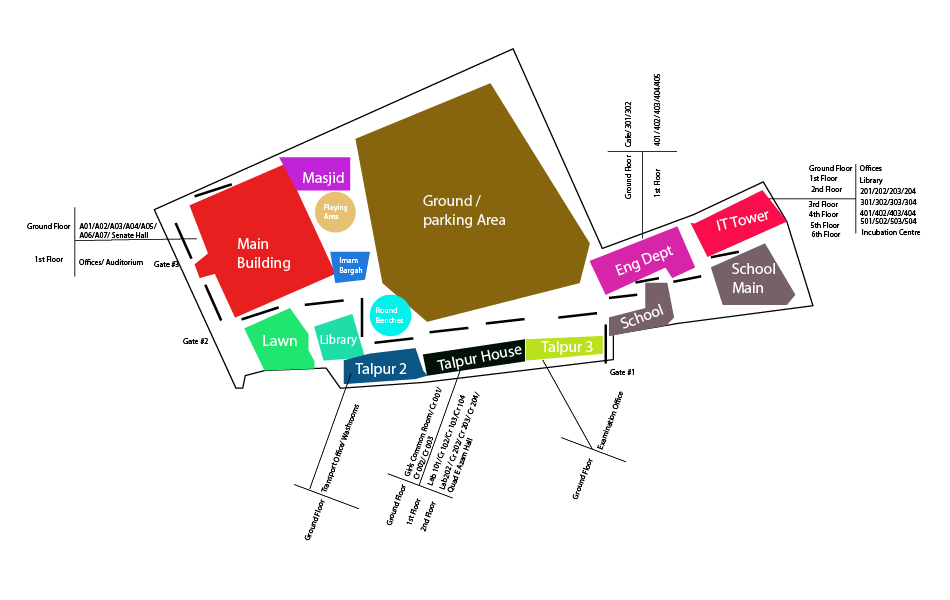 Masjid
Playing
Area
Ground /
parking Area
Main
Building
Imam
Bargah
Round
Benches
Lawn
Library
Talpur 2
Talpur House
Talpur 3
Eng Dept
IT Tower
School
Main
School
Gate #3
Gate #2
Gate #1
Ground Floor
A01/A02/A03/A04/A05/
A06/A07/ Senate Hall
1st Floor
Offices/ Auditorium
Ground Floor
Cafe/ 301/302
1st Floor
401/402/403/404/405
Ground Floor Offices
1st Floor Library
2nd Floor 201/202/203/204
3rd Floor 301/302/303/304
4th Floor 401/402/403/404
5th Floor 501/502/503/504
6th Floor Incubation Centre
Ground Floor
Transport Office/ Washrooms
Ground Floor
Girls Common Room/ Cr 001/
Cr 002/ Cr 003
1st Floor
Lab 101/ Cr 102/ Cr 103/Cr 104
2nd Floor
Lab202/ Cr 202/ Cr 203/ Cr 204/
Quad E Azam Hall
Ground Floor
Examination Office